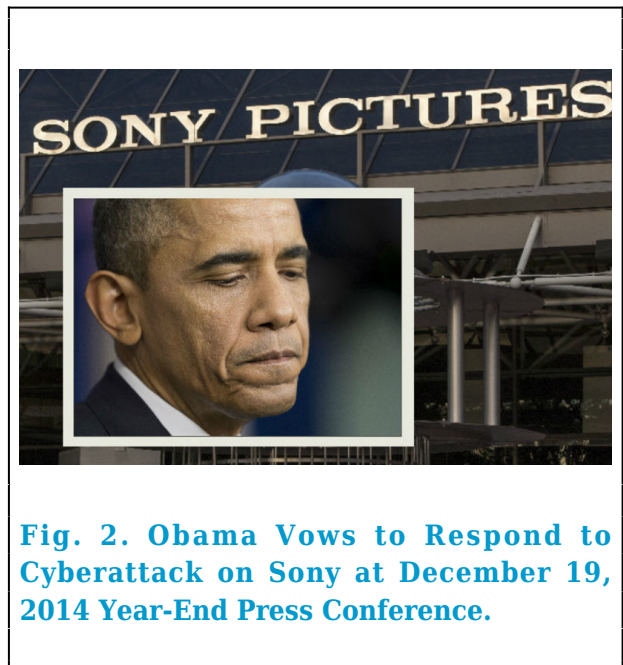 SONY PICTURES
Fig. 2. Obama Vows to Respond to
Cyberattack on Sony at December 19,
2014 Year-End Press Conference.